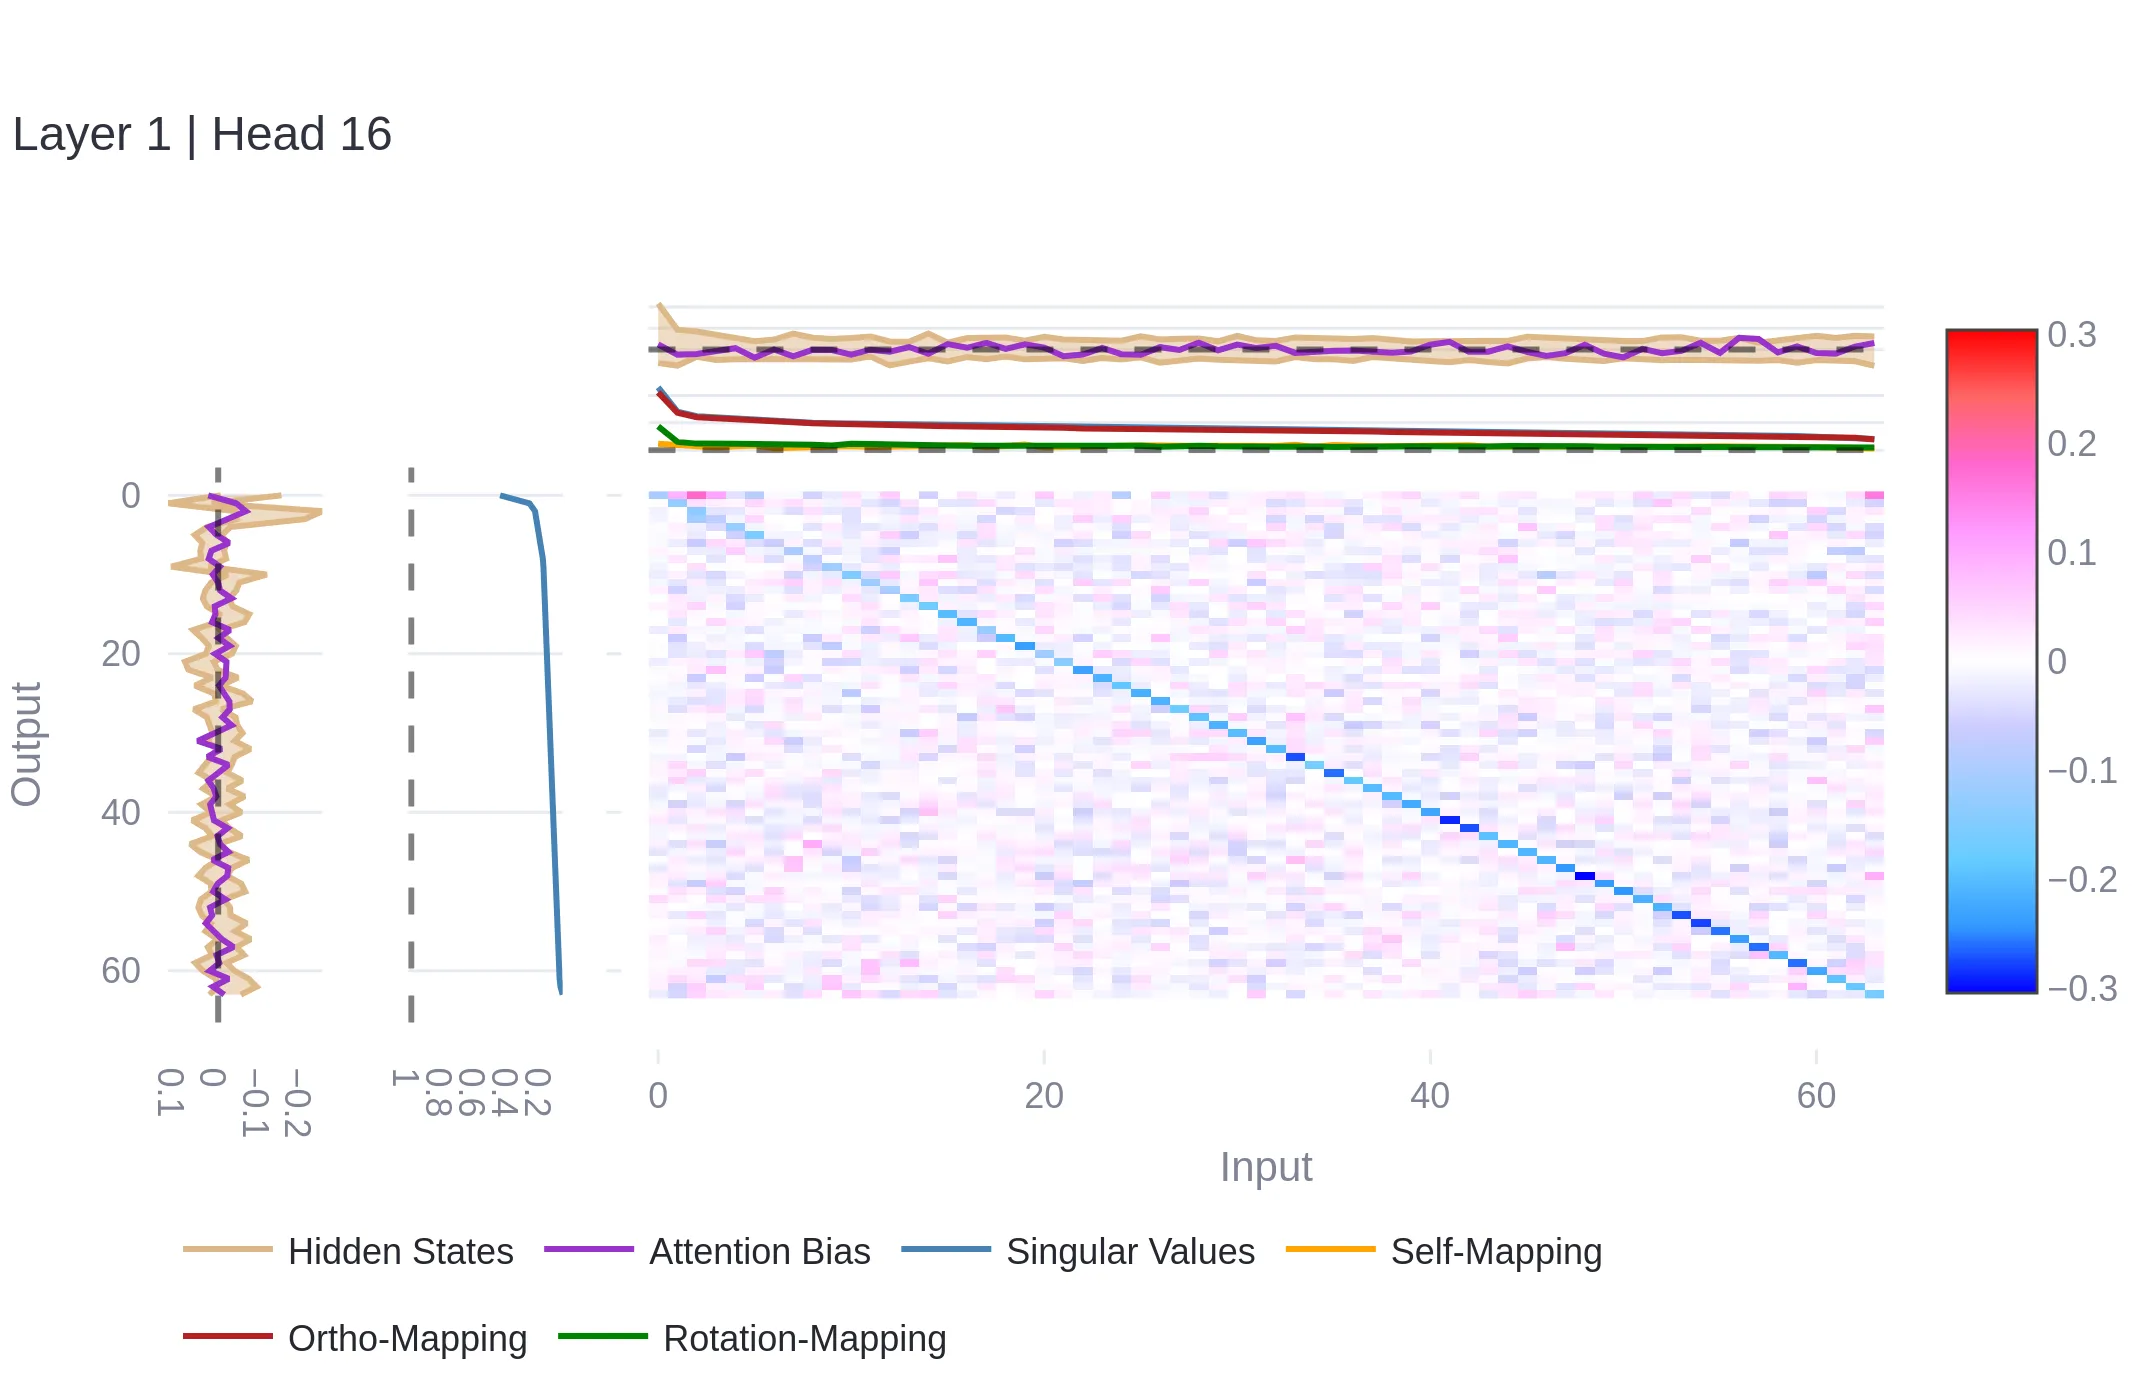 Layer 1 | Head 16
0.3
0.2
0.1
0
−0.1
−0.2
−0.3
0
20
40
60
Output
0.1
0
−0.1
−0.2
1
0.8
0.6
0.4
0.2
0
20
40
60
Input
Hidden States
Attention Bias
Singular Values
Self-Mapping
Ortho-Mapping
Rotation-Mapping